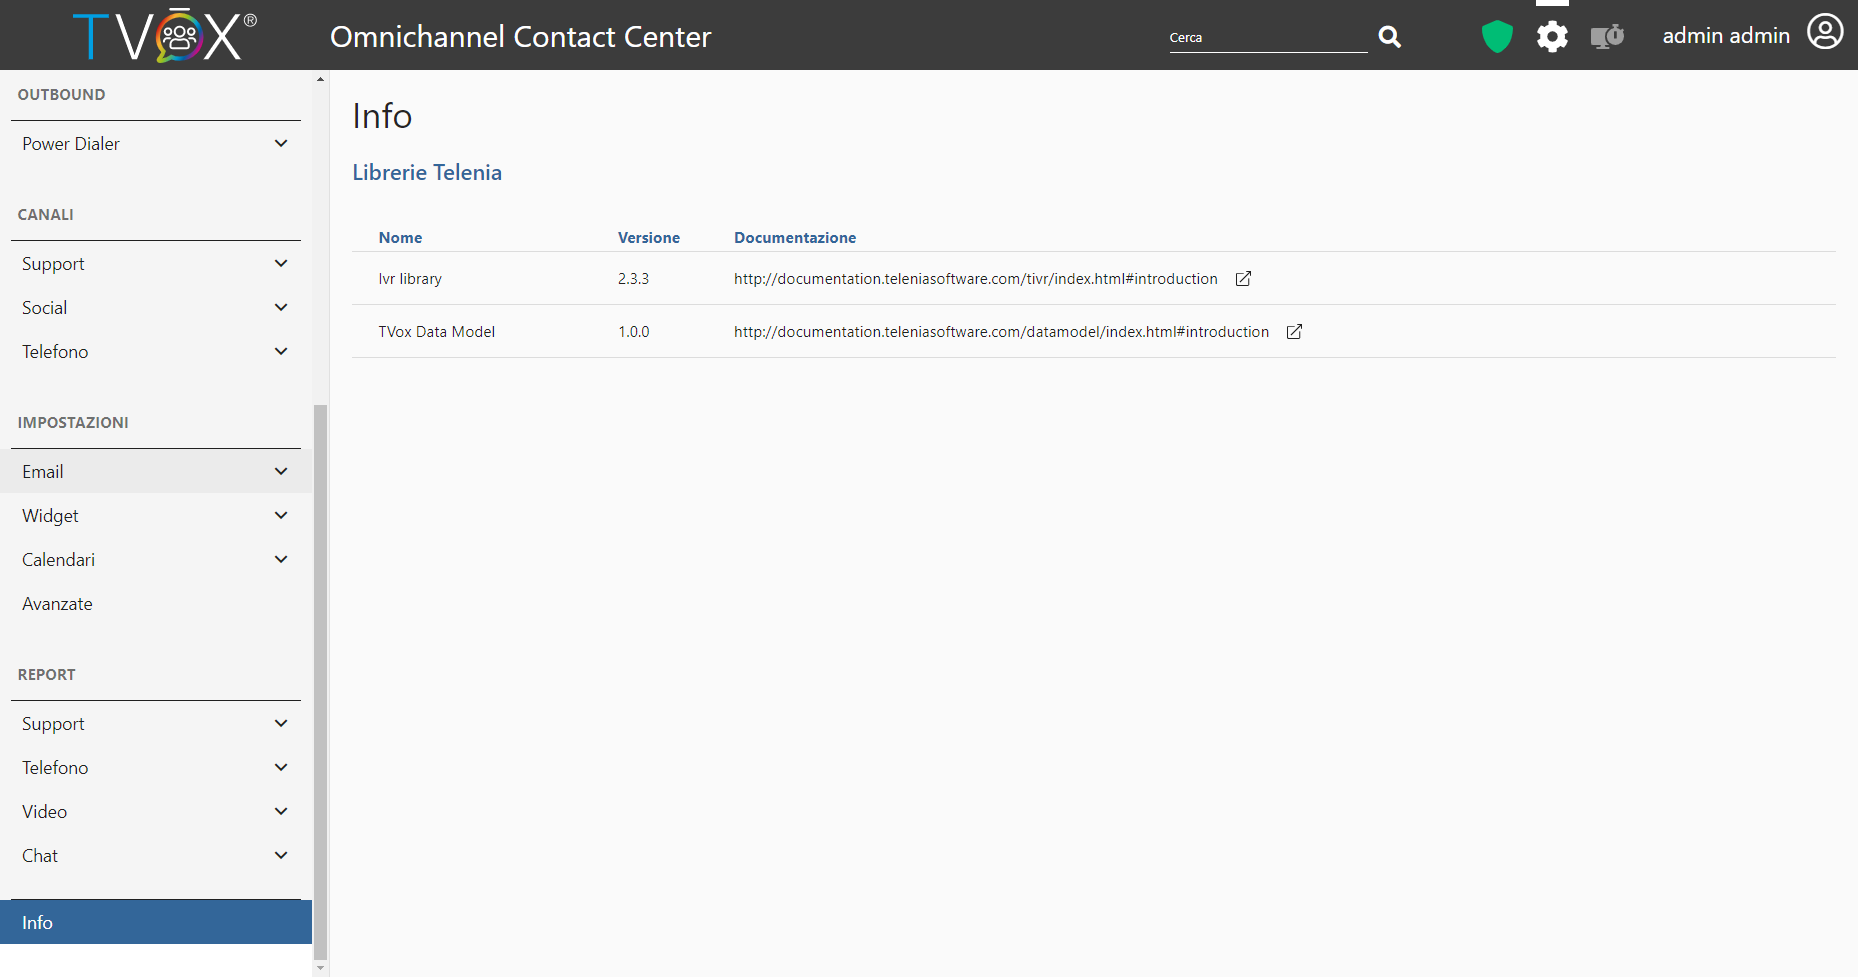 TVOX®
Omnichannel Contact Center
Cerca
admin admin
OUTBOUND
Power Dialer
CANALI
Support
Social
Telefono
IMPOSTAZIONI
Email
Widget
Calendari
Avanzate
REPORT
Support
Telefono
Video
Chat
Info
Info
Librerie Telenia
Nome Versione Documentazione
Ivr library 2.3.3 http://documentation.teleniasoftware.com/tivr/index.html#introduction
TVox Data Model 1.0.0 http://documentation.teleniasoftware.com/datamodel/index.html#introduction